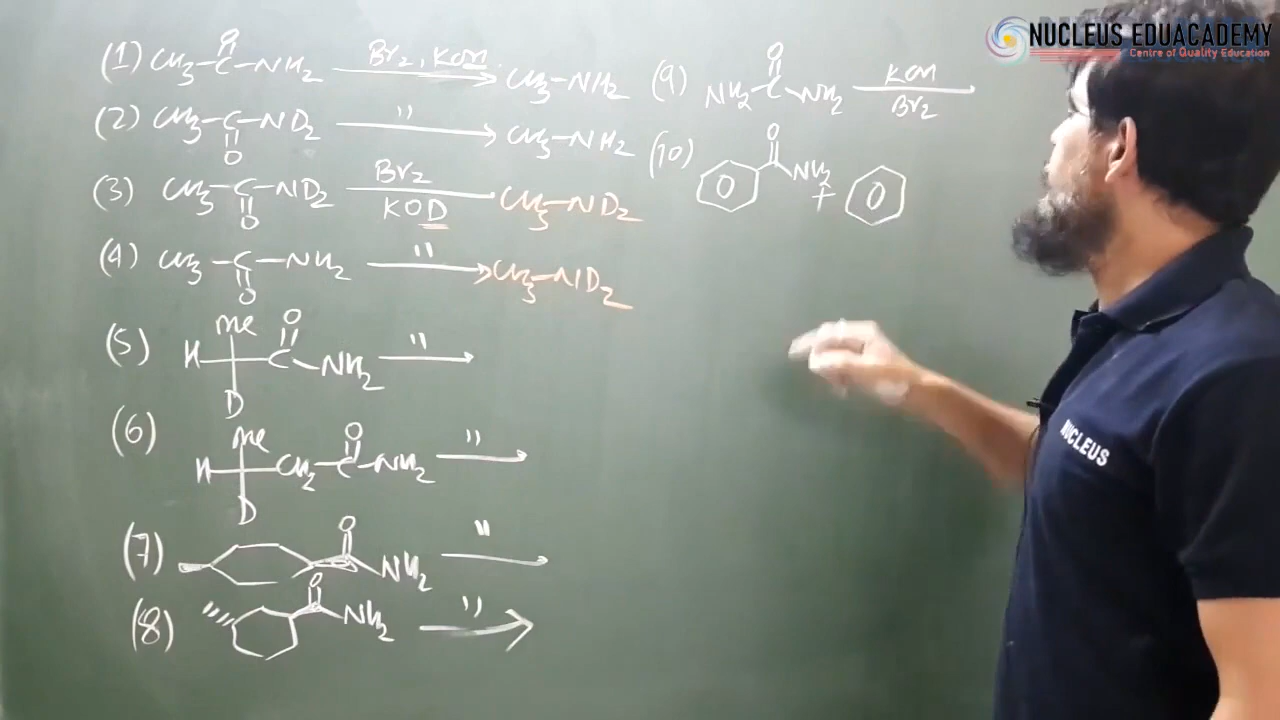 NUCLEUS EDUACADEMY
Centre of Quality Education
(1) CH3-C(=O)-NH2 Br2, KOH → CH3-NH2
(2) CH3-C(=O)-ND2 " → CH3-NH2
(3) CH3-C(=O)-ND2 Br2 KOD → CH3-ND2
(4) CH3-C(=O)-NH2 " → CH3-ND2
(5) H Me D C O NH2 " →
(6) H Me D CH2-C(=O)-NH2 " →
(7) O NH2 " →
(8) O NH2 " →
(9) NH2-C(=O)-NH2 KOH Br2 →
(10) O NH2 +
NUCLEUS